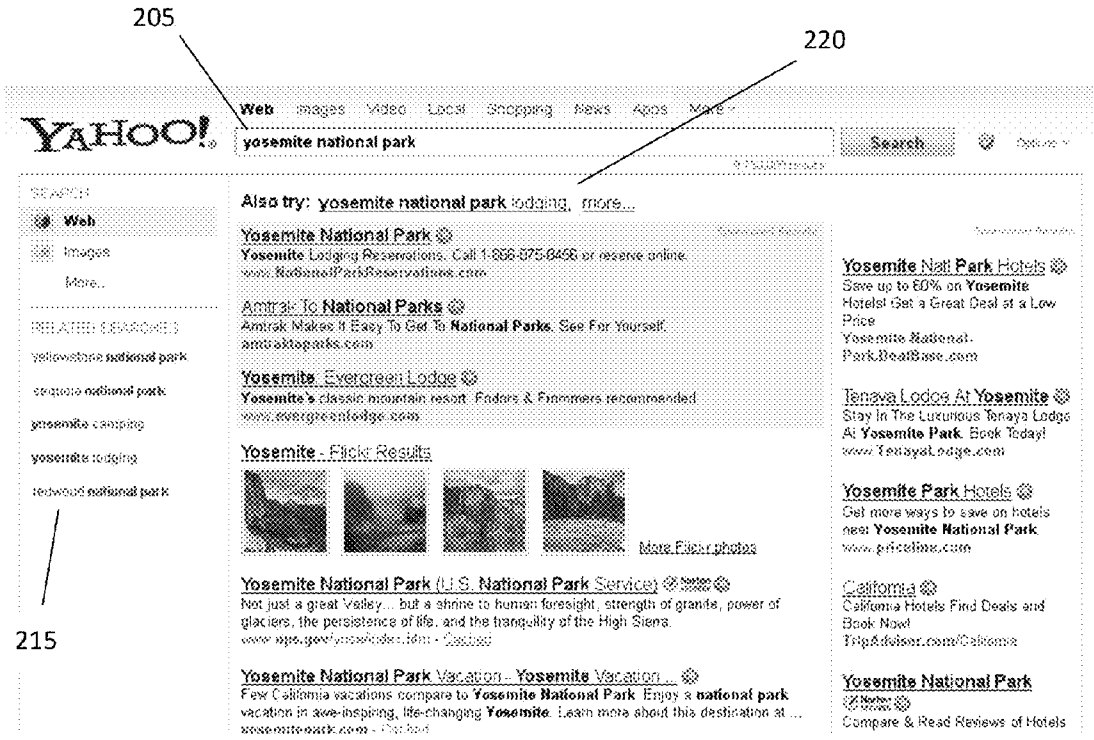 205
220
Web Images Video Local Shopping News Apps More
YAHOO!
yosemite national park
Search
Options
SEARCH
Web
Images
More..
RELATED SEARCHES
yellowstone national park
sequoia national park
yosemite camping
yosemite lodging
redwood national park
215
Also try: yosemite national park lodging, more...
Sponsored Results
Yosemite National Park
Yosemite Lodging Reservations. Call 1-866-875-8456 or reserve online.
www.NationalParkReservations.com
Amtrak To National Parks
Amtrak Makes It Easy To Get To National Parks. See For Yourself.
amtraktoparks.com
Yosemite: Evergreen Lodge
Yosemite's classic mountain resort. Fodors & Frommers recommended
www.evergreenlodge.com
Yosemite - Flickr Results
More Flickr photos
Yosemite National Park (U.S. National Park Service)
Not just a great Valley... but a shrine to human foresight, strength of granite, power of
glaciers, the persistence of life, and the tranquility of the High Sierra.
www.nps.gov/yose/index.htm - Cached
Yosemite National Park Vacation - Yosemite Vacation ...
Few California vacations compare to Yosemite National Park. Enjoy a national park
vacation in awe-inspiring, life-changing Yosemite. Learn more about this destination at ...
yosemitepark.com - Cached
Sponsored Results
Yosemite Natl Park Hotels
Save up to 60% on Yosemite
Hotels! Get a Great Deal at a Low
Price
Yosemite-National-
Park.DealBase.com
Tenaya Lodge At Yosemite
Stay In The Luxurious Tenaya Lodge
At Yosemite Park. Book Today!
www.TenayaLodge.com
Yosemite Park Hotels
Get more ways to save on hotels
near Yosemite National Park
www.priceline.com
California
California Hotels Find Deals and
Book Now!
TripAdvisor.com/California
Yosemite National Park
Compare & Read Reviews of Hotels